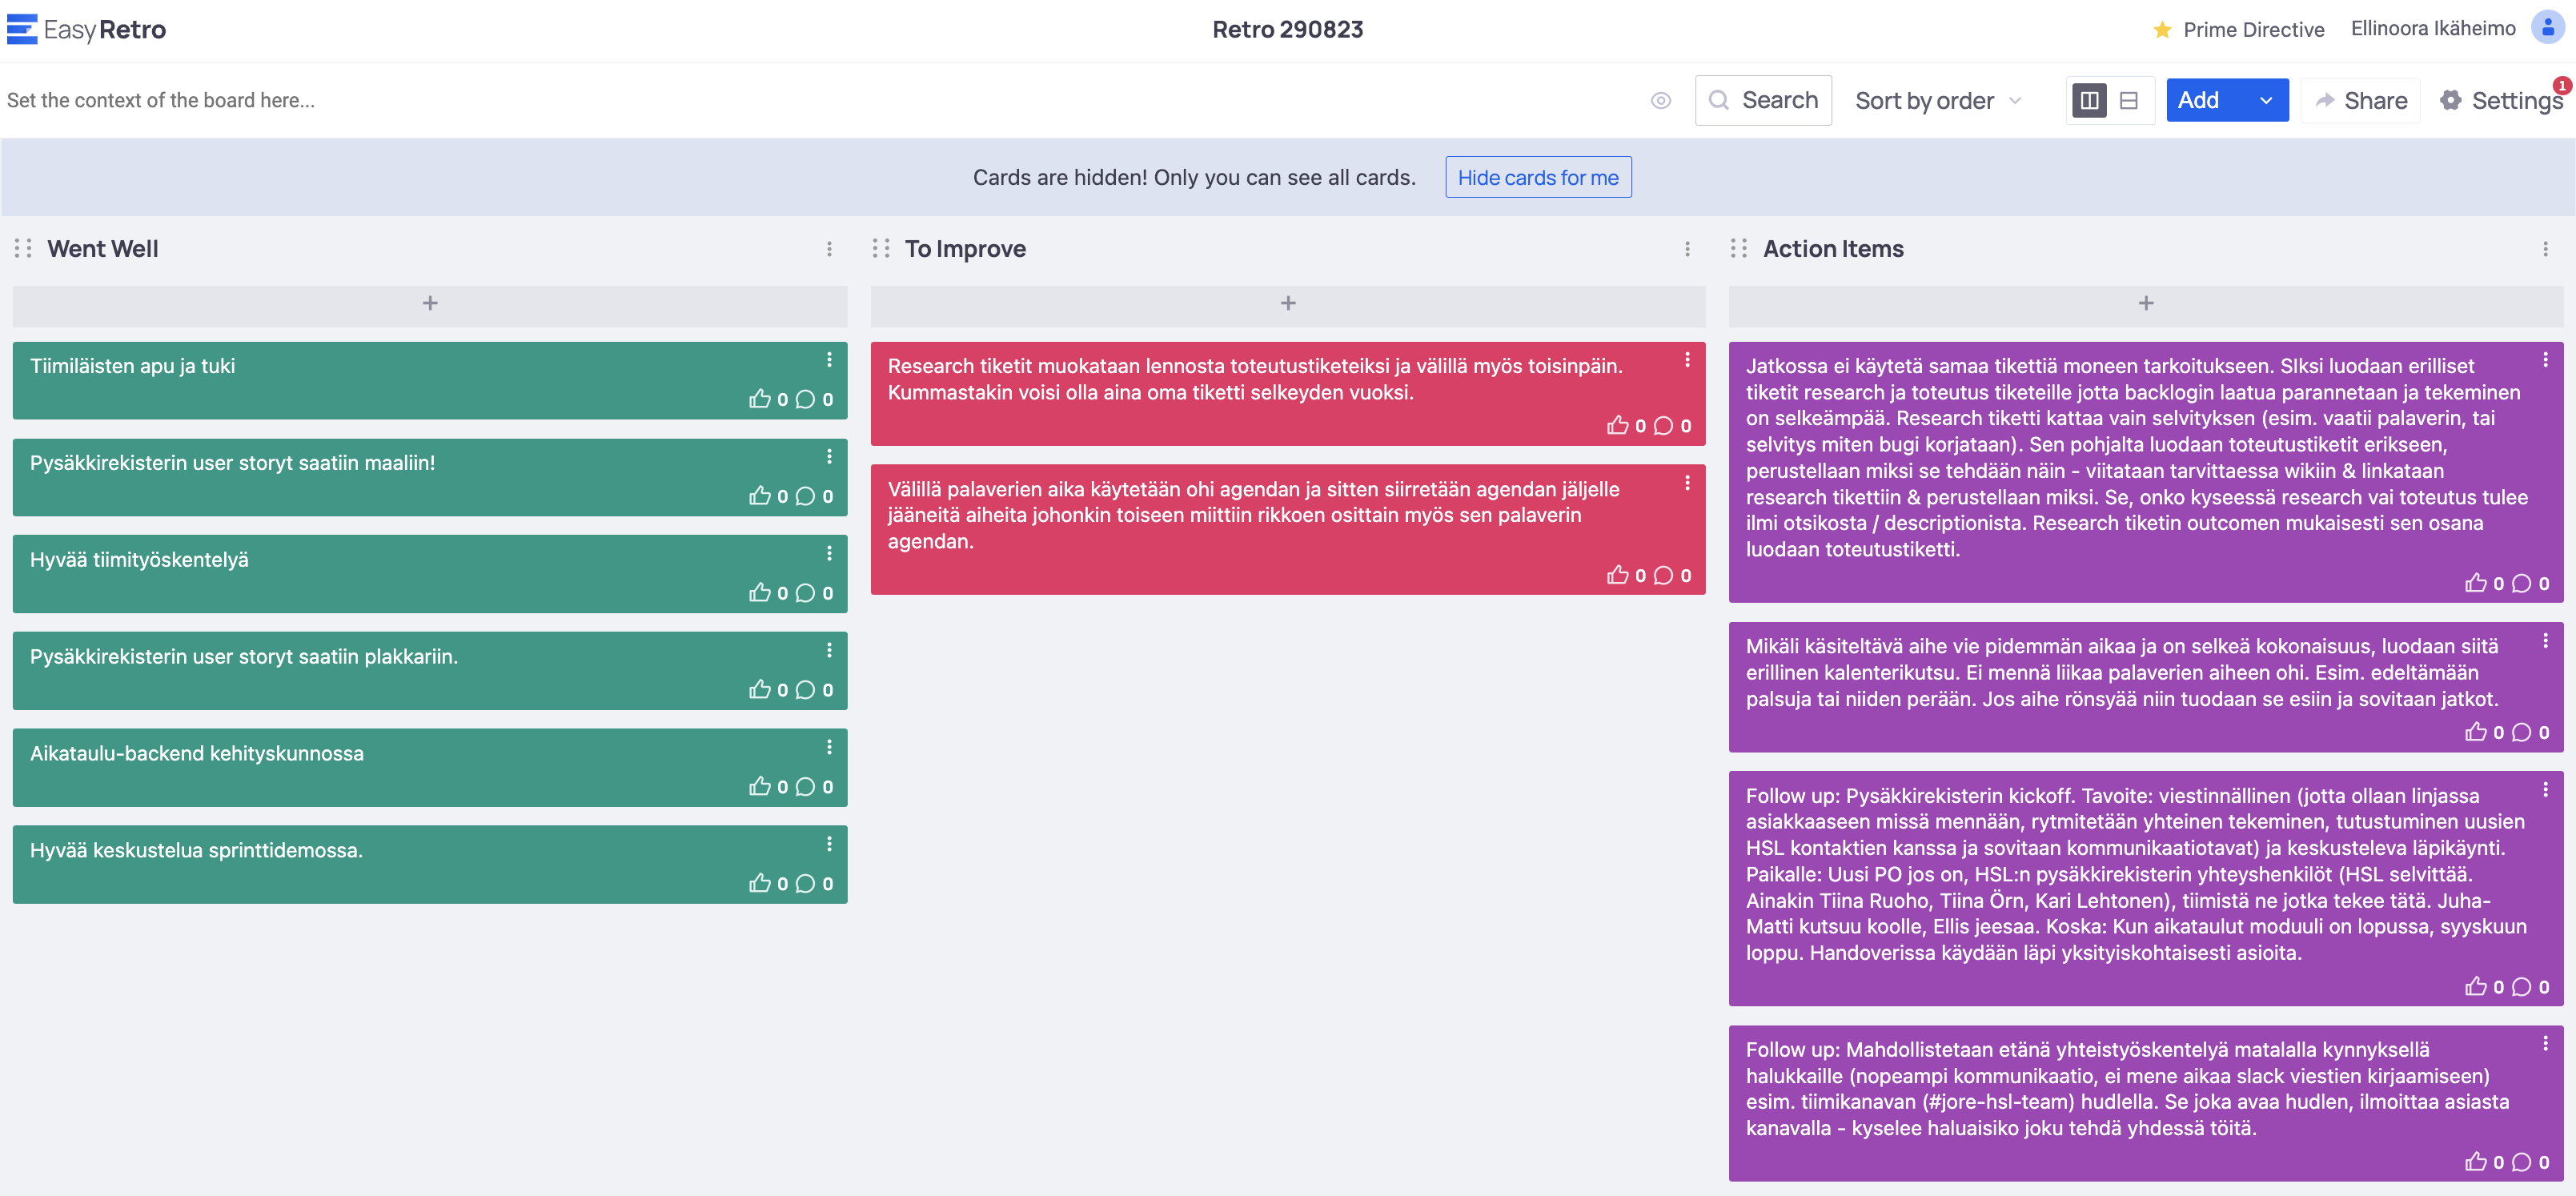 EasyRetro
Retro 290823
Prime Directive
Ellinoora Ikäheimo
Set the context of the board here...
Search
Sort by order
Add
Share
Settings
1
Cards are hidden! Only you can see all cards.
Hide cards for me
Went Well
+
Tiimiläisten apu ja tuki
0 0
Pysäkkirekisterin user storyt saatiin maaliin!
0 0
Hyvää tiimityöskentelyä
0 0
Pysäkkirekisterin user storyt saatiin plakkariin.
0 0
Aikataulu-backend kehityskunnossa
0 0
Hyvää keskustelua sprinttidemossa.
0 0
To Improve
+
Research tiketit muokataan lennosta toteutustiketeiksi ja välillä myös toisinpäin.
Kummastakin voisi olla aina oma tiketti selkeyden vuoksi.
0 0
Välillä palaverien aika käytetään ohi agendan ja sitten siirretään agendan jäljelle
jääneitä aiheita johonkin toiseen miittiin rikkoen osittain myös sen palaverin
agendan.
0 0
Action Items
+
Jatkossa ei käytetä samaa tikettiä moneen tarkoitukseen. SIksi luodaan erilliset
tiketit research ja toteutus tiketeille jotta backlogin laatua parannetaan ja tekeminen
on selkeämpää. Research tiketti kattaa vain selvityksen (esim. vaatii palaverin, tai
selvitys miten bugi korjataan). Sen pohjalta luodaan toteutustiketit erikseen,
perustellaan miksi se tehdään näin - viitataan tarvittaessa wikiin & linkataan
research tikettiin & perustellaan miksi. Se, onko kyseessä research vai toteutus tulee
ilmi otsikosta / descriptionista. Research tiketin outcomen mukaisesti sen osana
luodaan toteutustiketti.
0 0
Mikäli käsiteltävä aihe vie pidemmän aikaa ja on selkeä kokonaisuus, luodaan siitä
erillinen kalenterikutsu. Ei mennä liikaa palaverien aiheen ohi. Esim. edeltämään
palsuja tai niiden perään. Jos aihe rönsyää niin tuodaan se esiin ja sovitaan jatkot.
0 0
Follow up: Pysäkkirekisterin kickoff. Tavoite: viestinnällinen (jotta ollaan linjassa
asiakkaaseen missä mennään, rytmitetään yhteinen tekeminen, tutustuminen uusien
HSL kontaktien kanssa ja sovitaan kommunikaatiotavat) ja keskusteleva läpikäynti.
Paikalle: Uusi PO jos on, HSL:n pysäkkirekisterin yhteyshenkilöt (HSL selvittää.
Ainakin Tiina Ruoho, Tiina Örn, Kari Lehtonen), tiimistä ne jotka tekee tätä. Juha-
Matti kutsuu koolle, Ellis jeesaa. Koska: Kun aikataulut moduuli on lopussa, syyskuun
loppu. Handoverissa käydään läpi yksityiskohtaisesti asioita.
0 0
Follow up: Mahdollistetaan etänä yhteistyöskentelyä matalalla kynnyksellä
halukkaille (nopeampi kommunikaatio, ei mene aikaa slack viestien kirjaamiseen)
esim. tiimikanavan (#jore-hsl-team) hudlella. Se joka avaa hudlen, ilmoittaa asiasta
kanavalla - kyselee haluaisiko joku tehdä yhdessä töitä.
0 0